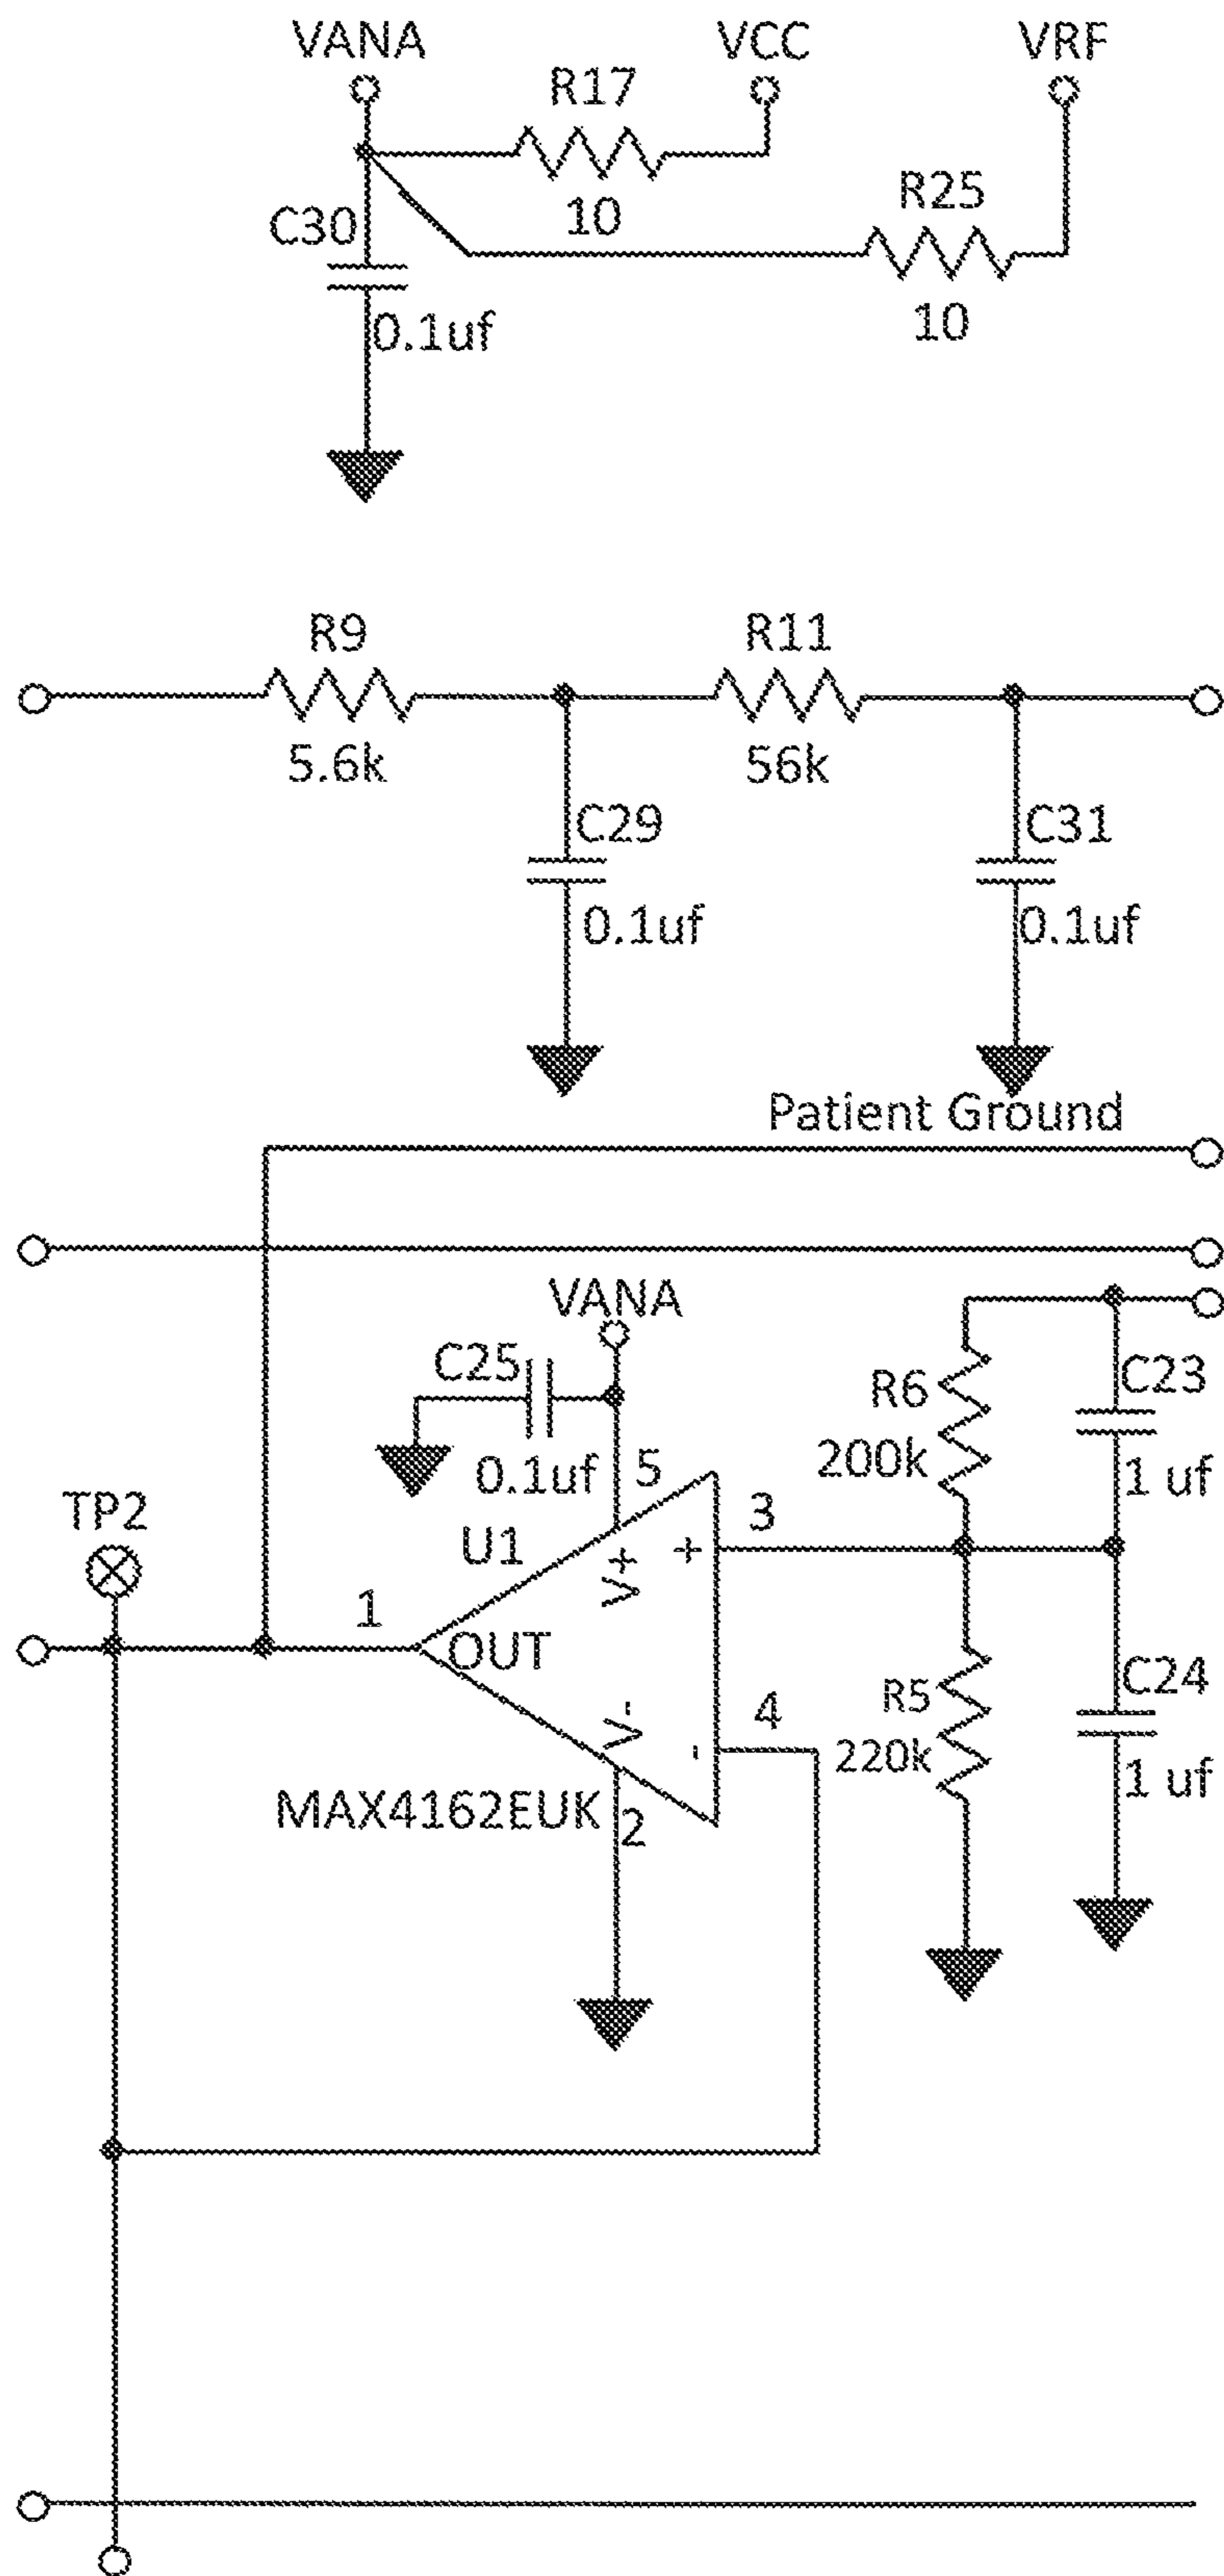 VANA
VCC
VRF
R17
10
R25
10
C30
0.1uf
R9
5.6k
R11
56k
C29
0.1uf
C31
0.1uf
Patient Ground
VANA
C25
0.1uf
5
R6
200k
C23
1 uf
TP2
U1
V+
+
3
1
OUT
V-
-
4
R5
220k
C24
1 uf
MAX4162EUK
2